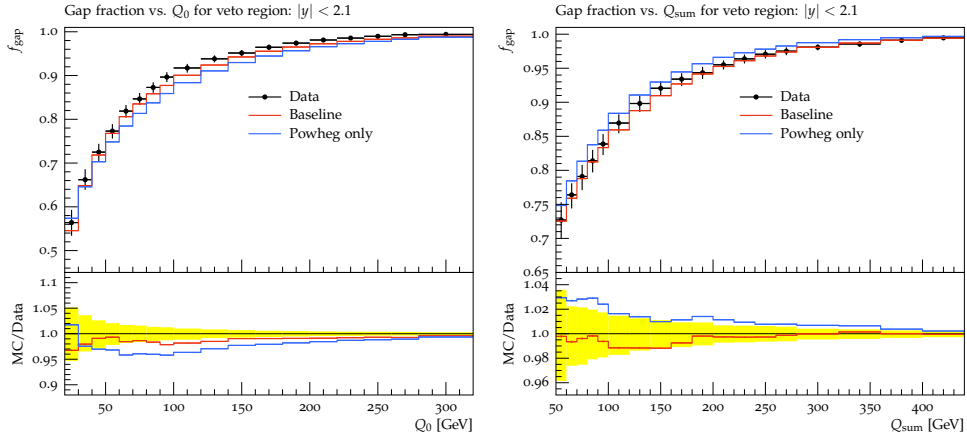 Gap fraction vs. Q0 for veto region: |y| < 2.1
fgap
1.0
0.9
0.8
0.7
0.6
0.5
Data
Baseline
Powheg only
MC/Data
1.1
1.05
1.0
0.95
0.9
50
100
150
200
250
300
Q0 [GeV]
Gap fraction vs. Qsum for veto region: |y| < 2.1
fgap
1.0
0.95
0.9
0.85
0.8
0.75
0.7
0.65
Data
Baseline
Powheg only
MC/Data
1.04
1.02
1.0
0.98
0.96
50
100
150
200
250
300
350
400
Qsum [GeV]